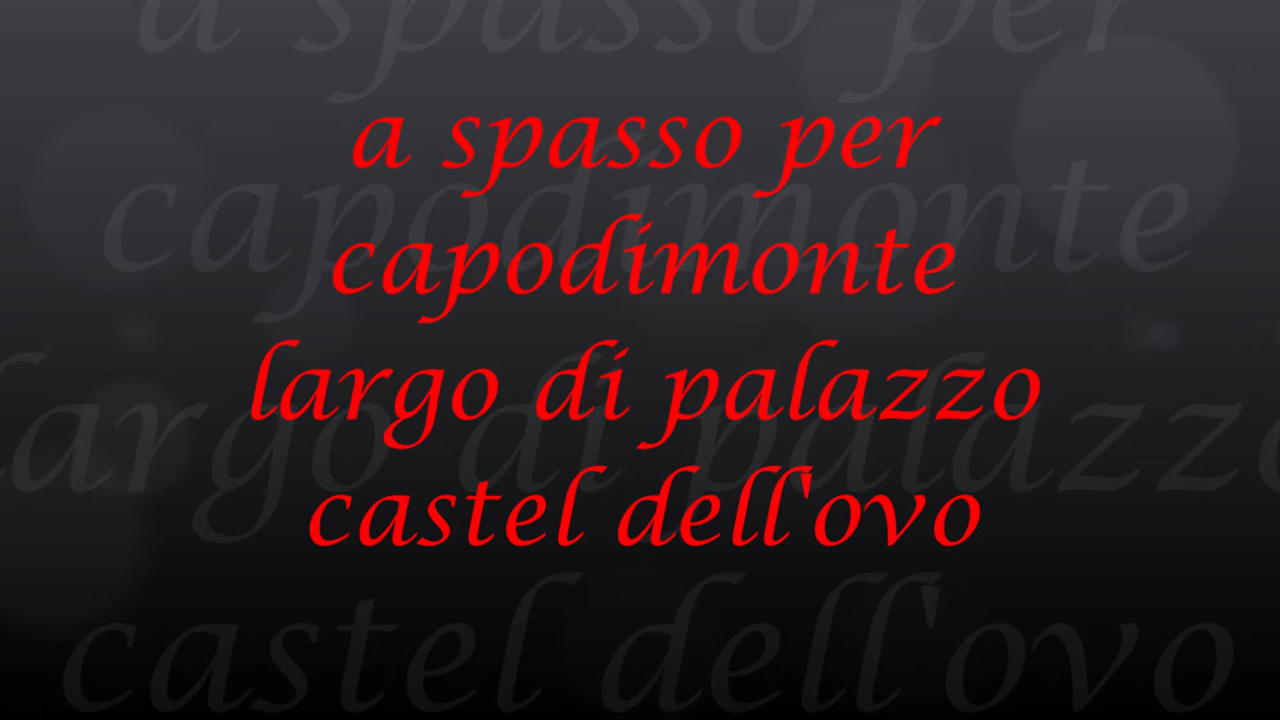 a spasso per
capodimonte
largo di palazzo
castel dell'ovo